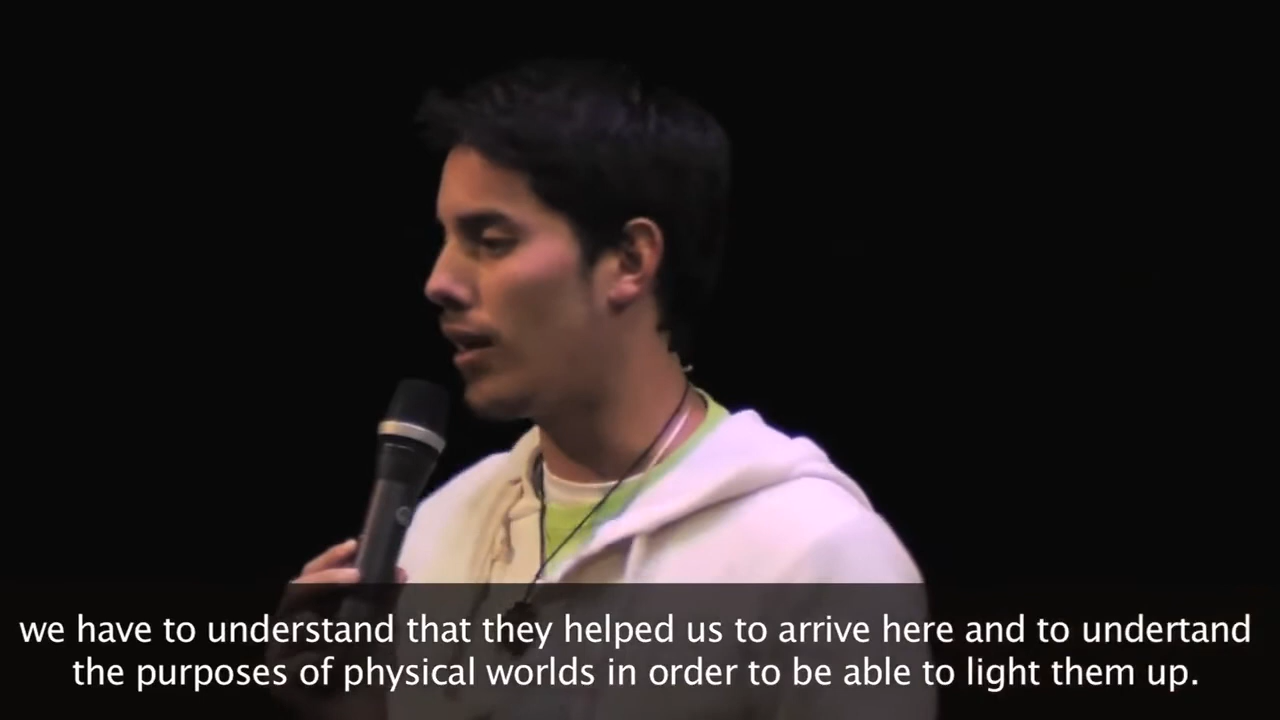 we have to understand that they helped us to arrive here and to undertand
the purposes of physical worlds in order to be able to light them up.